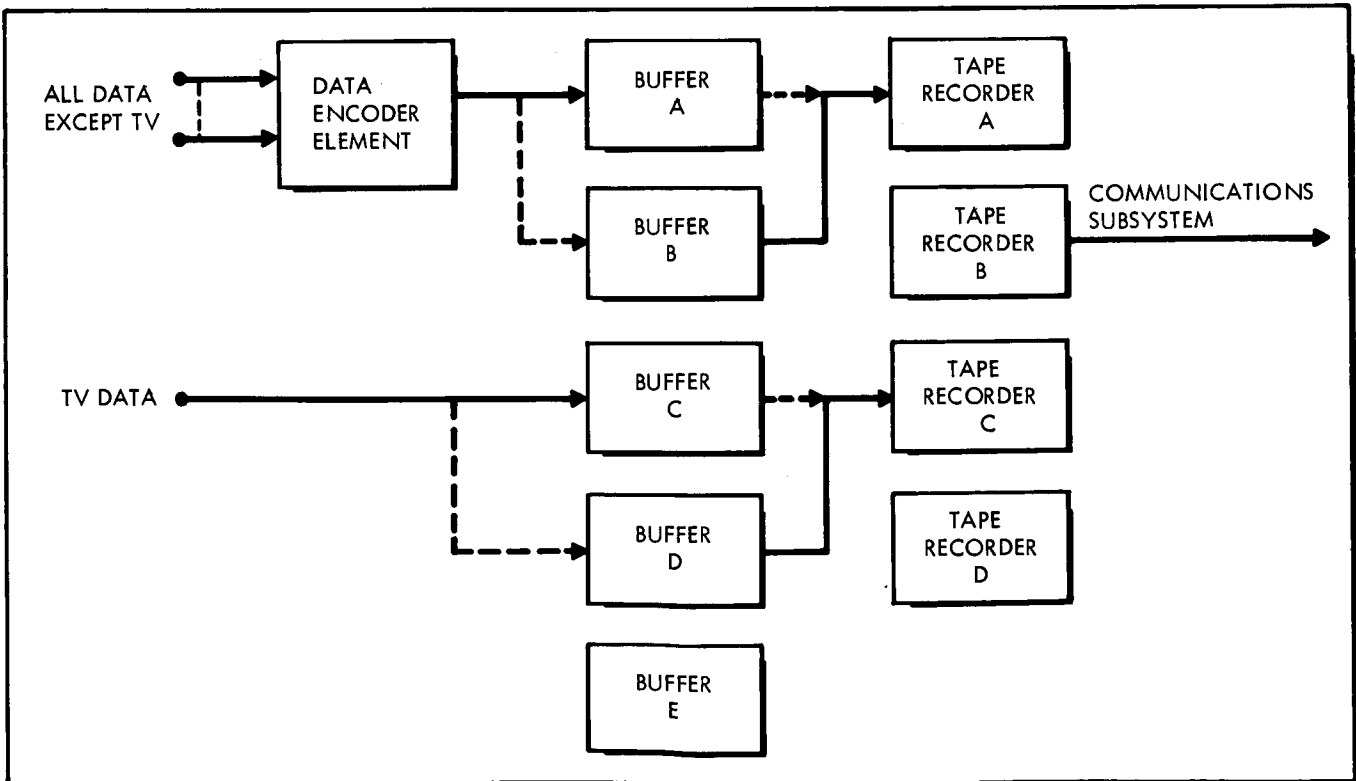 ALL DATA
EXCEPT TV
DATA
ENCODER
ELEMENT
BUFFER
A
TAPE
RECORDER
A
BUFFER
B
TAPE
RECORDER
B
COMMUNICATIONS
SUBSYSTEM
TV DATA
BUFFER
C
TAPE
RECORDER
C
BUFFER
D
TAPE
RECORDER
D
BUFFER
E